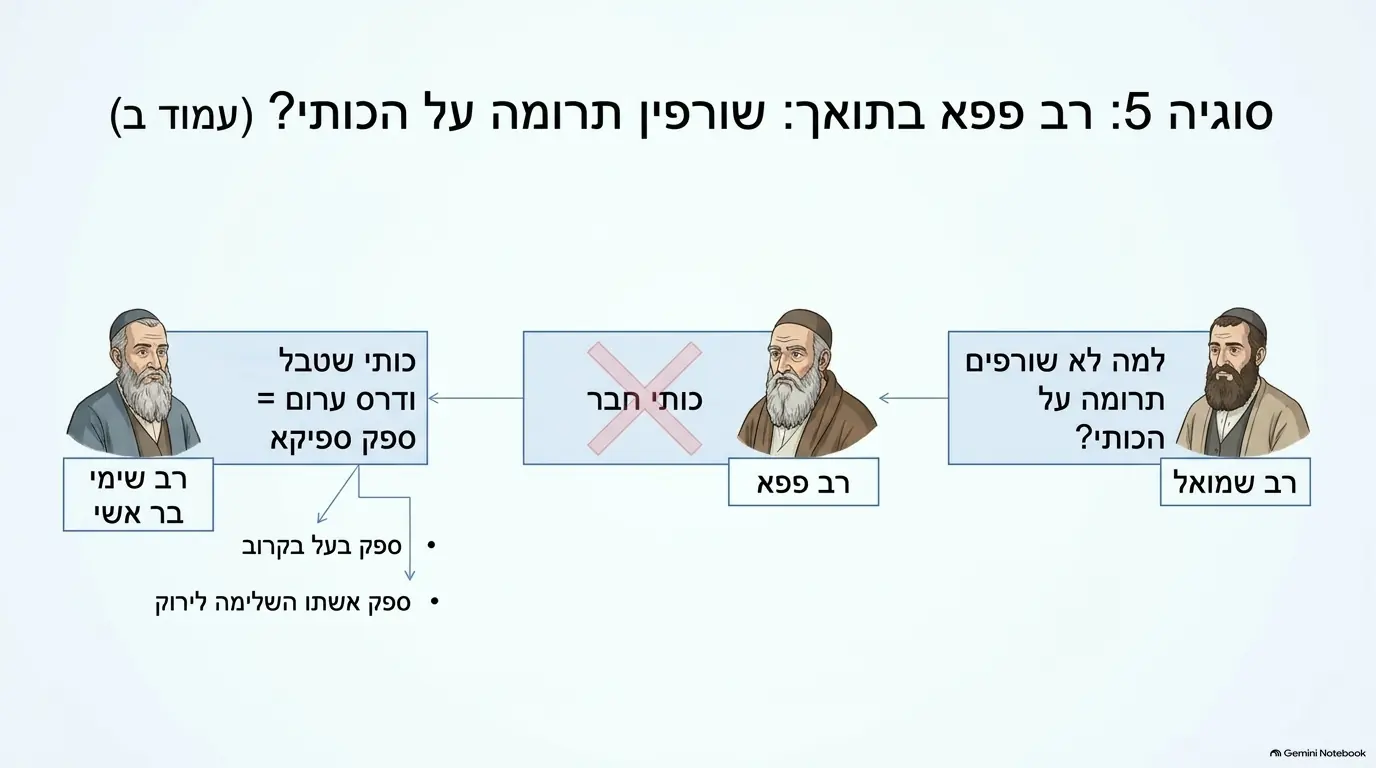 סוגיה 5: רב פפא בתואך: שורפין תרומה על הכותי? (עמוד ב)
למה לא שורפים
תרומה על
הכותי?
רב שמואל
כותי חבר
רב פפא
כותי שטבל
ודרס ערום =
ספק ספיקא
רב שימי
בר אשי
• ספק בעל בקרוב
• ספק אשתו השלימה לירוק
Gemini Notebook